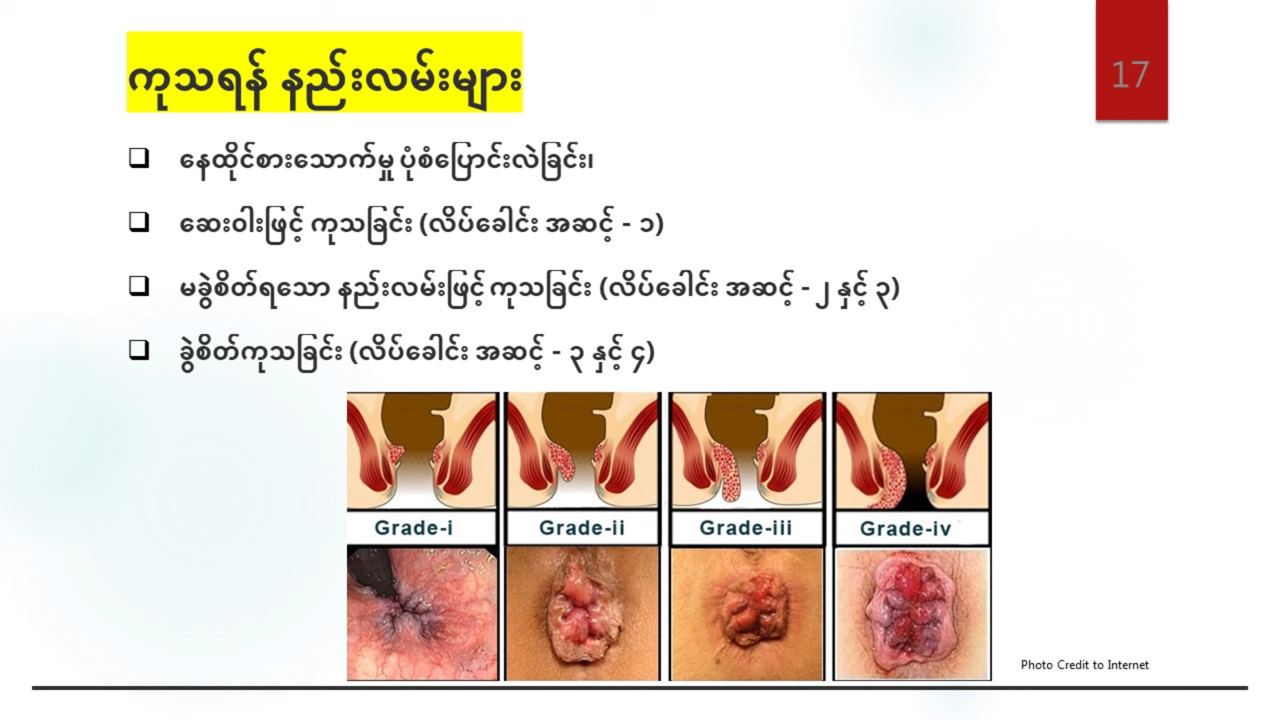 ကုသရန် နည်းလမ်းများ
17
❑ နေထိုင်စားသောက်မှု ပုံစံပြောင်းလဲခြင်း၊
❑ ဆေးဝါးဖြင့် ကုသခြင်း (လိပ်ခေါင်း အဆင့် - ၁)
❑ မခွဲစိတ်ရသော နည်းလမ်းဖြင့် ကုသခြင်း (လိပ်ခေါင်း အဆင့် - ၂ နှင့် ၃)
❑ ခွဲစိတ်ကုသခြင်း (လိပ်ခေါင်း အဆင့် - ၃ နှင့် ၄)
Grade-i Grade-ii Grade-iii Grade-iv
Photo Credit to Internet